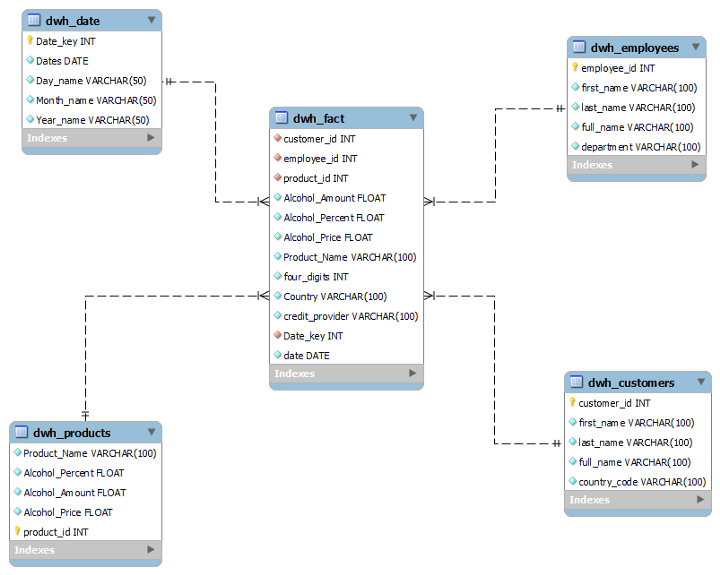 dwh_date
Date_key INT
Dates DATE
Day_name VARCHAR(50)
Month_name VARCHAR(50)
Year_name VARCHAR(50)
Indexes
dwh_employees
employee_id INT
first_name VARCHAR(100)
last_name VARCHAR(100)
full_name VARCHAR(100)
department VARCHAR(100)
Indexes
dwh_fact
customer_id INT
employee_id INT
product_id INT
Alcohol_Amount FLOAT
Alcohol_Percent FLOAT
Alcohol_Price FLOAT
Product_Name VARCHAR(100)
four_digits INT
Country VARCHAR(100)
credit_provider VARCHAR(100)
Date_key INT
date DATE
Indexes
dwh_products
Product_Name VARCHAR(100)
Alcohol_Percent FLOAT
Alcohol_Amount FLOAT
Alcohol_Price FLOAT
product_id INT
Indexes
dwh_customers
customer_id INT
first_name VARCHAR(100)
last_name VARCHAR(100)
full_name VARCHAR(100)
country_code VARCHAR(100)
Indexes